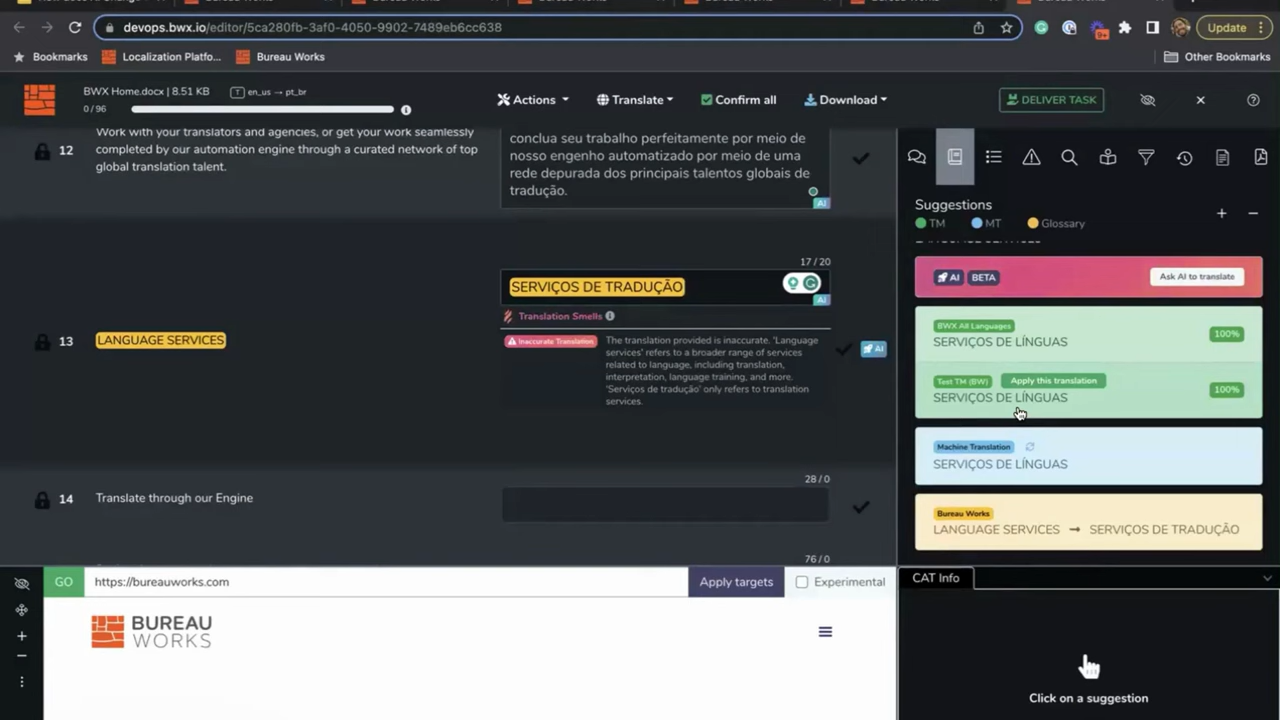 devops.bwx.io/editor/5ca280fb-3af0-4050-9902-7489eb6cc638
Update
Bookmarks
Localization Platfo...
Bureau Works
Other Bookmarks
BWX Home.docx | 8.51 KB
T en_us → pt_br
0 / 96
Actions
Translate
Confirm all
Download
DELIVER TASK
12
Work with your translators and agencies, or get your work seamlessly
completed by our automation engine through a curated network of top
global translation talent.
conclua seu trabalho perfeitamente por meio de
nosso engenho automatizado por meio de uma
rede depurada dos principais talentos globais de
tradução.
AI
17 / 20
13
LANGUAGE SERVICES
SERVIÇOS DE TRADUÇÃO
AI
Translation Smells
Inaccurate Translation
The translation provided is inaccurate. 'Language
services' refers to a broader range of services
related to language, including translation,
interpretation, language training, and more.
'Serviços de tradução' only refers to translation
services.
AI
28 / 0
14
Translate through our Engine
76 / 0
Suggestions
TM
MT
Glossary
+
−
AI
BETA
Ask AI to translate
BWX All Languages
SERVIÇOS DE LÍNGUAS
100%
Test TM (BW)
Apply this translation
SERVIÇOS DE LÍNGUAS
100%
Machine Translation
SERVIÇOS DE LÍNGUAS
Bureau Works
LANGUAGE SERVICES → SERVIÇOS DE TRADUÇÃO
GO
https://bureauworks.com
Apply targets
Experimental
BUREAU
WORKS
CAT Info
Click on a suggestion